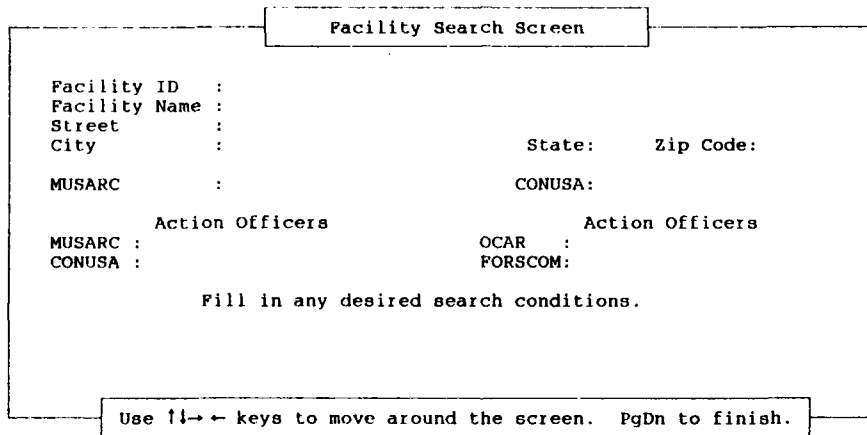 Facility Search Screen
Facility ID :
Facility Name :
Street :
City : State: Zip Code:
MUSARC : CONUSA:
Action Officers Action Officers
MUSARC : OCAR :
CONUSA : FORSCOM:
Fill in any desired search conditions.
Use ↑↓→ ← keys to move around the screen. PgDn to finish.